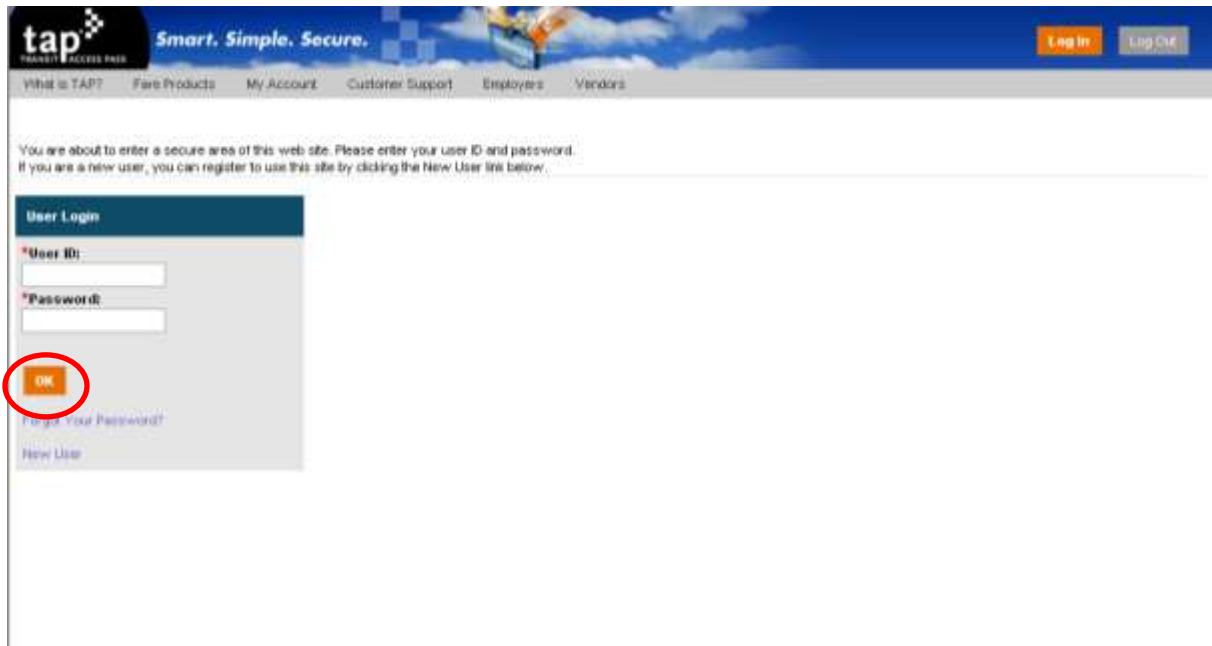 tap
TRANSIT ACCESS PASS
Smart. Simple. Secure.
Log In
Log Out
What is TAP? Fare Products My Account Customer Support Employers Vendors
You are about to enter a secure area of this web site. Please enter your user ID and password.
If you are a new user, you can register to use this site by clicking the New User link below.
User Login
*User ID:
*Password:
OK
Forgot Your Password?
New User